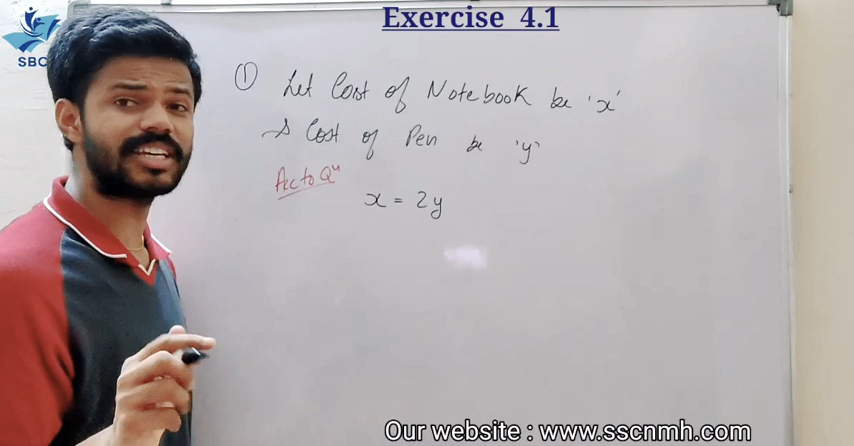 Exercise 4.1
SBC
① Let Cost of Notebook be 'x'
& Cost of Pen be 'y'
Acc to Qⁿ
x = 2y
Our website : www.sscnmh.com